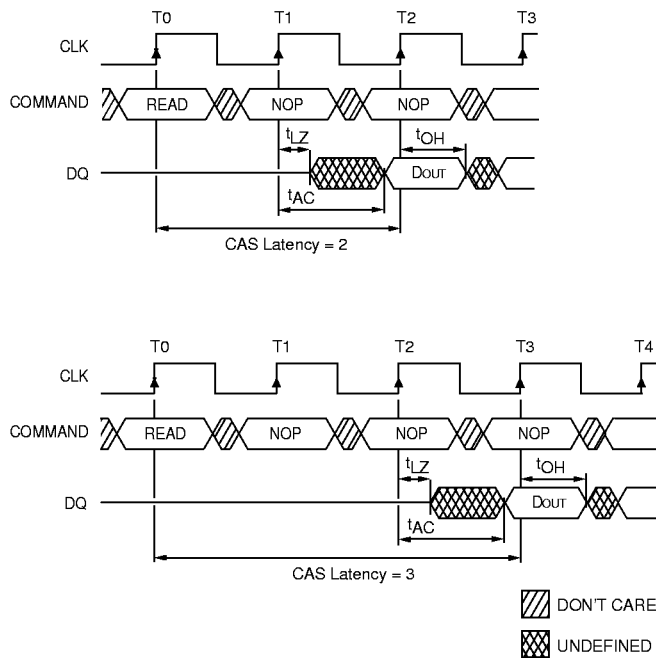 T0 T1 T2 T3
CLK
COMMAND READ NOP NOP
tLZ tOH
DQ DOUT
tAC
CAS Latency = 2
T0 T1 T2 T3 T4
CLK
COMMAND READ NOP NOP NOP
tLZ tOH
DQ DOUT
tAC
CAS Latency = 3
DON'T CARE
UNDEFINED